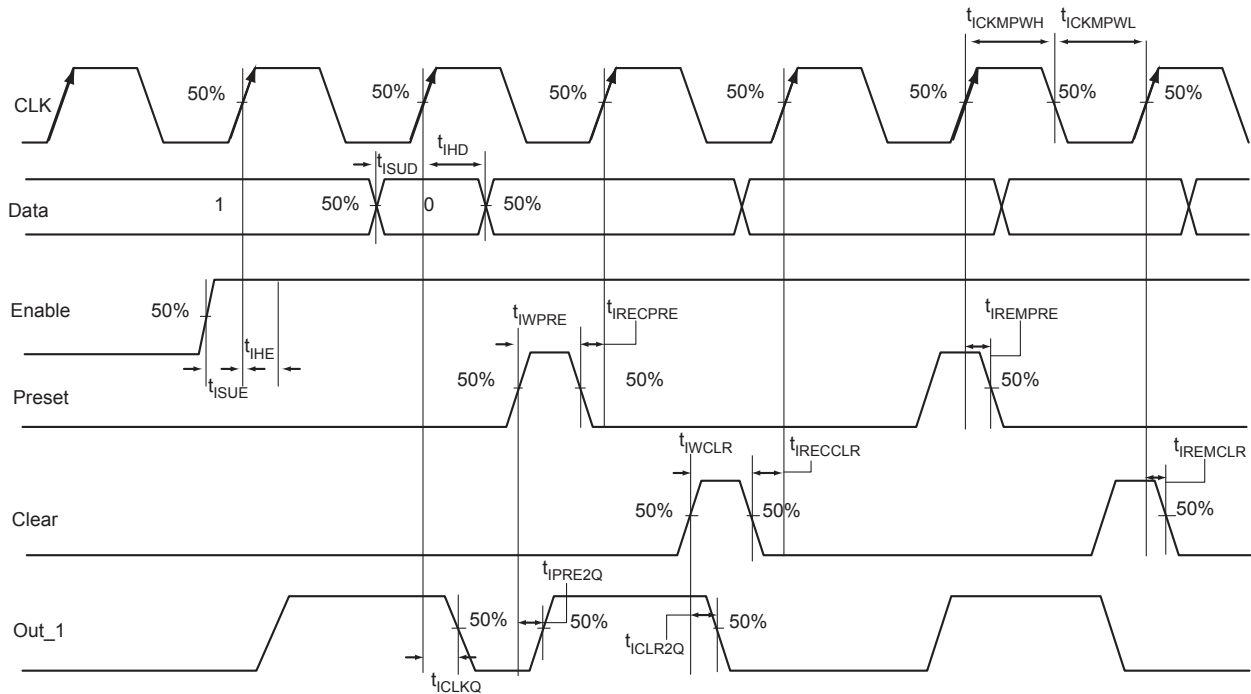 tICKMPWH tICKMPWL
CLK 50% 50% 50% 50% 50% 50% 50%
tISUD tIHD
Data 1 50% 0 50%
Enable 50%
tIHE
tISUE
tIWPRE tIRECPRE tIREMPRE
Preset 50% 50% 50%
tIWCLR tIRECCLR tIREMCLR
Clear 50% 50% 50%
tIPRE2Q
Out_1 50% 50% 50%
tICLR2Q
tICLKQ